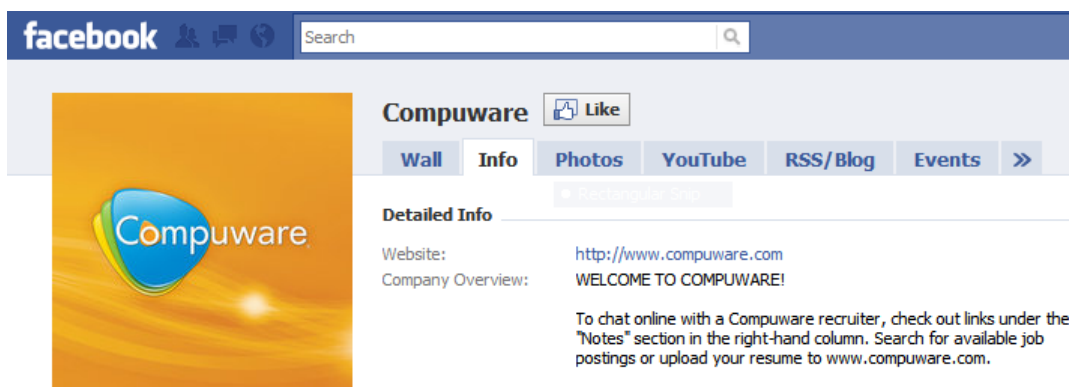 facebook
Search
Compuware
Like
Wall Info Photos YouTube RSS/Blog Events »
Rectangular Snip
Compuware
Detailed Info
Website: http://www.compuware.com
Company Overview: WELCOME TO COMPUWARE!
To chat online with a Compuware recruiter, check out links under the
"Notes" section in the right-hand column. Search for available job
postings or upload your resume to www.compuware.com.